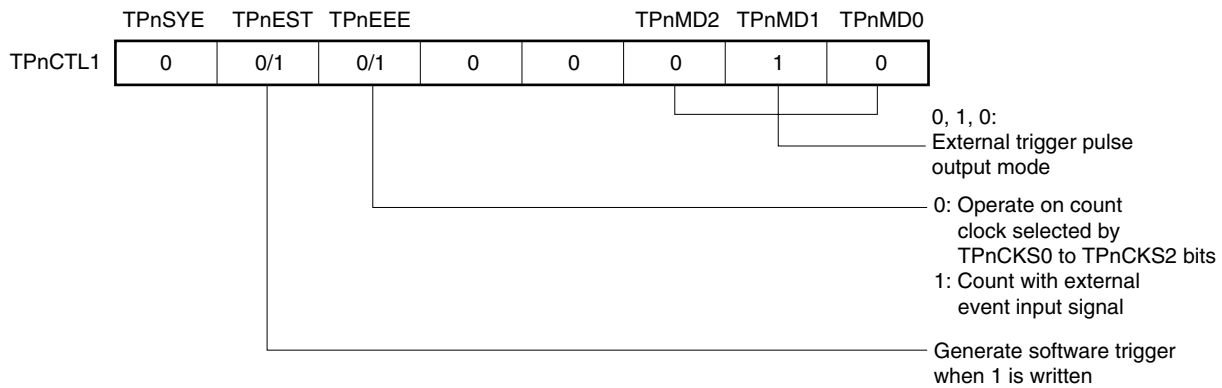 TPnSYE TPnEST TPnEEE TPnMD2 TPnMD1 TPnMD0
TPnCTL1 0 0/1 0/1 0 0 0 1 0
0, 1, 0:
External trigger pulse
output mode
0: Operate on count
clock selected by
TPnCKS0 to TPnCKS2 bits
1: Count with external
event input signal
Generate software trigger
when 1 is written